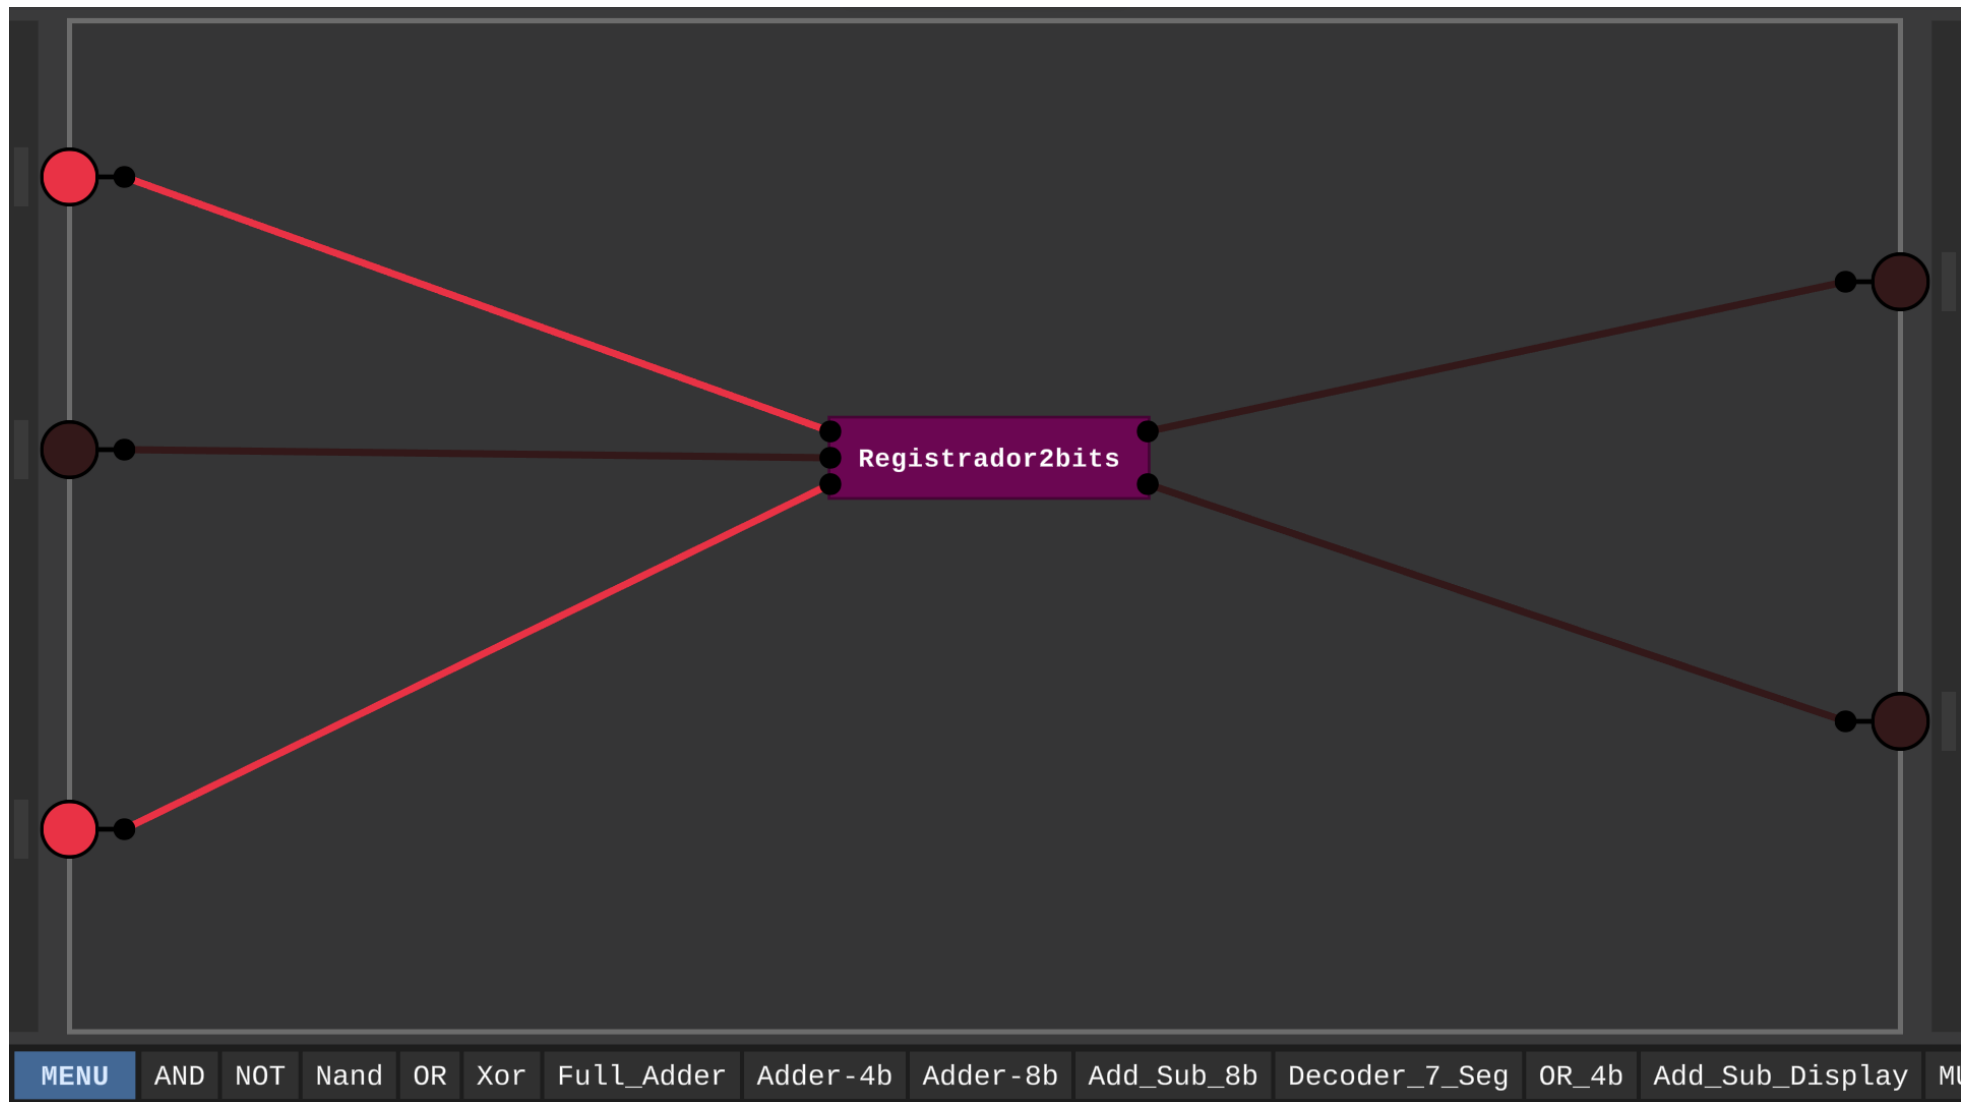 Registrador2bits
MENU AND NOT Nand OR Xor Full_Adder Adder-4b Adder-8b Add_Sub_8b Decoder_7_Seg OR_4b Add_Sub_Display